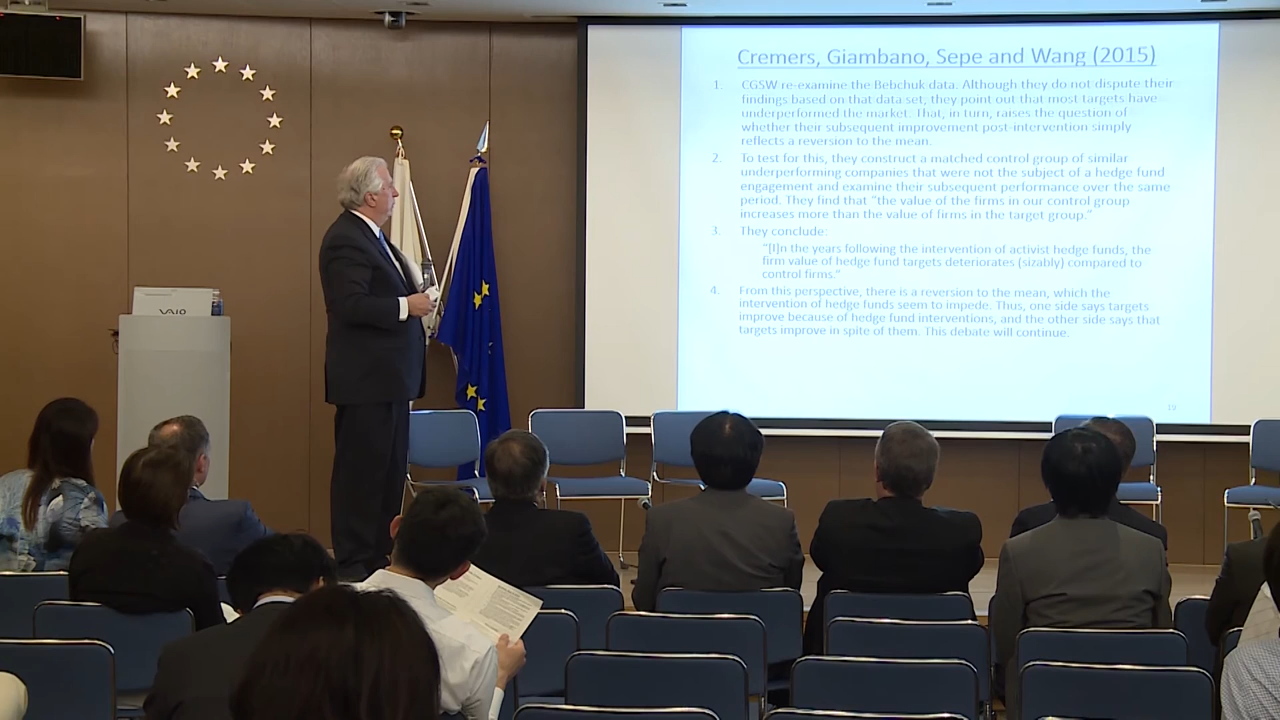 Cremers, Giambano, Sepe and Wang (2015)
1. CGSW re-examine the Bebchuk data. Although they do not dispute their
findings based on that data set, they point out that most targets have
underperformed the market. That, in turn, raises the question of
whether their subsequent improvement post-intervention simply
reflects a reversion to the mean.
2. To test for this, they construct a matched control group of similar
underperforming companies that were not the subject of a hedge fund
engagement and examine their subsequent performance over the same
period. They find that "the value of the firms in our control group
increases more than the value of firms in the target group."
3. They conclude:
"[I]n the years following the intervention of activist hedge funds, the
firm value of hedge fund targets deteriorates (sizably) compared to
control firms."
4. From this perspective, there is a reversion to the mean, which the
intervention of hedge funds seem to impede. Thus, one side says targets
improve because of hedge fund interventions, and the other side says that
targets improve in spite of them. This debate will continue.
19
VAIO